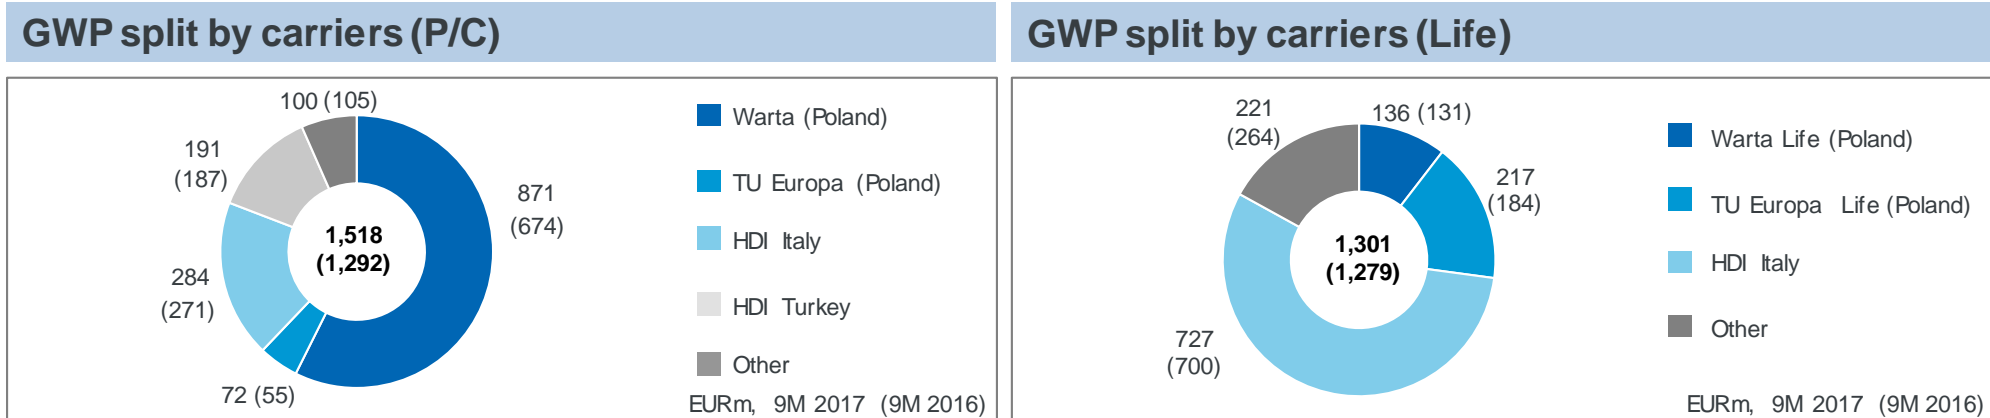 GWP split by carriers (P/C)
100 (105)
191
(187)
871
(674)
1,518
(1,292)
284
(271)
72 (55)
Warta (Poland)
TU Europa (Poland)
HDI Italy
HDI Turkey
Other
EURm, 9M 2017 (9M 2016)
GWP split by carriers (Life)
221
(264)
136 (131)
217
(184)
1,301
(1,279)
727
(700)
Warta Life (Poland)
TU Europa Life (Poland)
HDI Italy
Other
EURm, 9M 2017 (9M 2016)